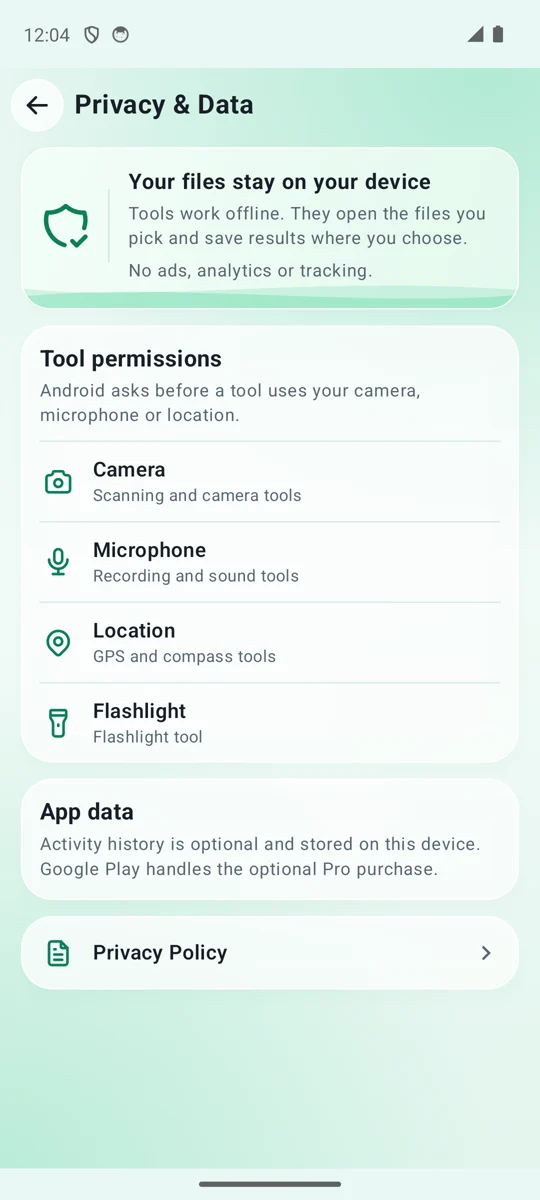 12:04
Privacy & Data
Your files stay on your device
Tools work offline. They open the files you
pick and save results where you choose.
No ads, analytics or tracking.
Tool permissions
Android asks before a tool uses your camera,
microphone or location.
Camera
Scanning and camera tools
Microphone
Recording and sound tools
Location
GPS and compass tools
Flashlight
Flashlight tool
App data
Activity history is optional and stored on this device.
Google Play handles the optional Pro purchase.
Privacy Policy